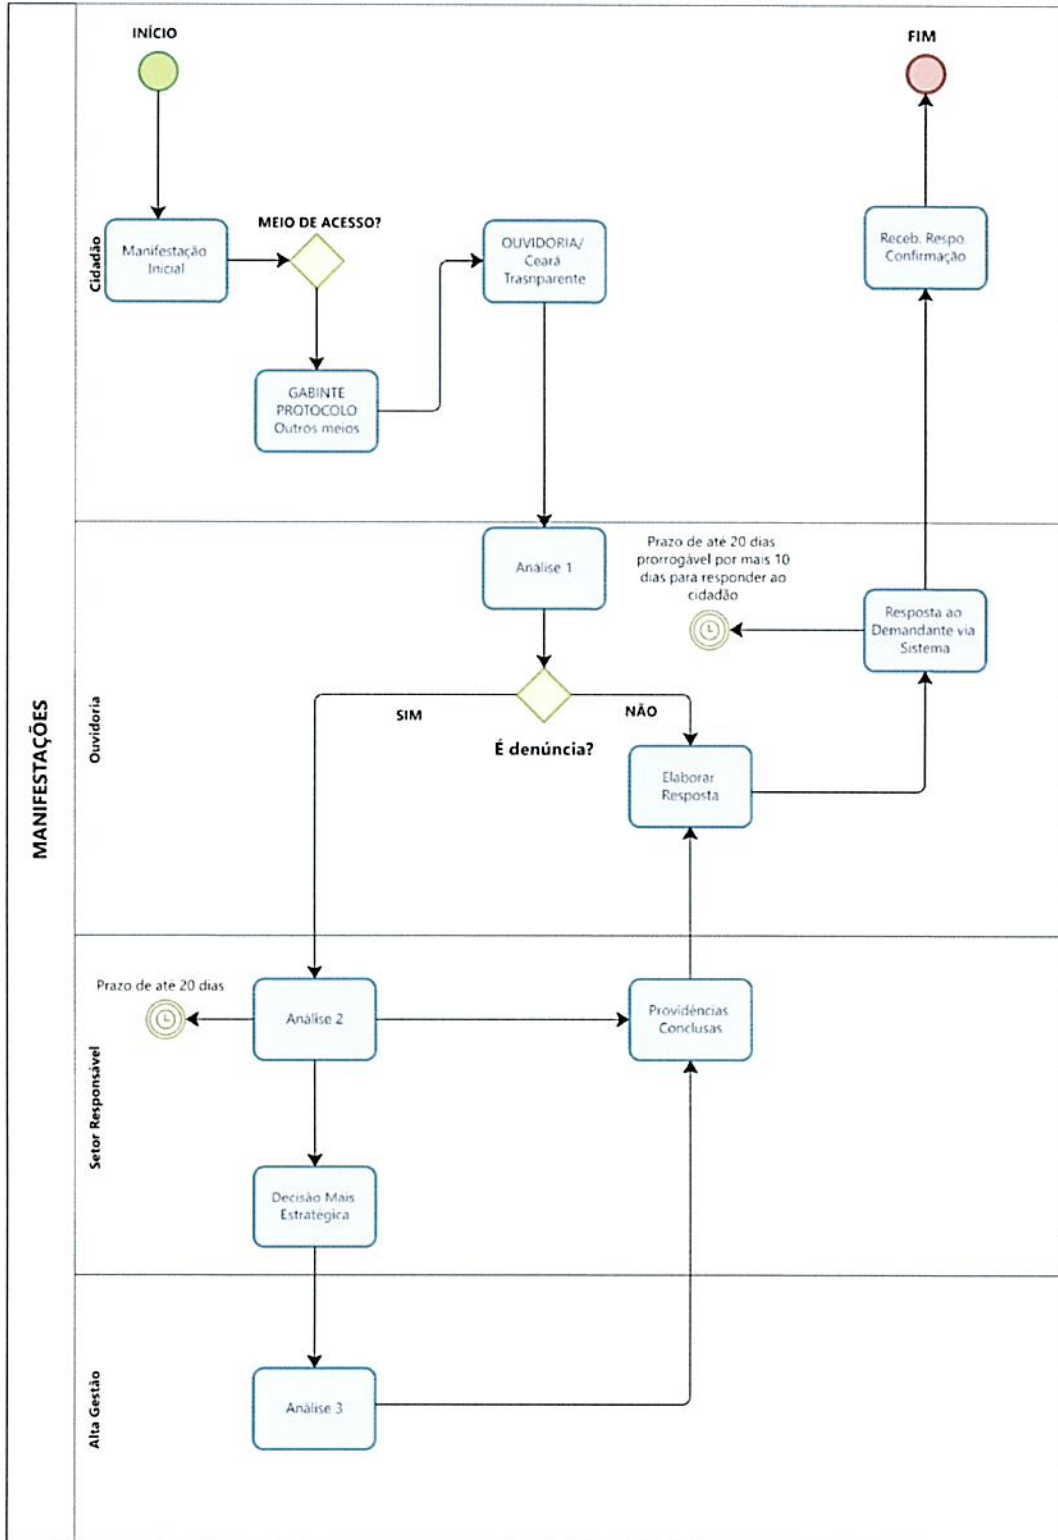 MANIFESTAÇÕES
Cidadão
INÍCIO
FIM
Manifestação
Inicial
MEIO DE ACESSO?
OUVIDORIA/
Ceará
Trasnparente
Receb. Respo.
Confirmação
GABINTE
PROTOCOLO
Outros meios
Ouvidoria
Análise 1
Prazo de até 20 dias
prorrogável por mais 10
dias para responder ao
cidadão
Resposta ao
Demandante via
Sistema
SIM
NÃO
É denúncia?
Elaborar
Resposta
Setor Responsável
Prazo de até 20 dias
Análise 2
Providências
Conclusas
Decisão Mais
Estratégica
Alta Gestão
Análise 3